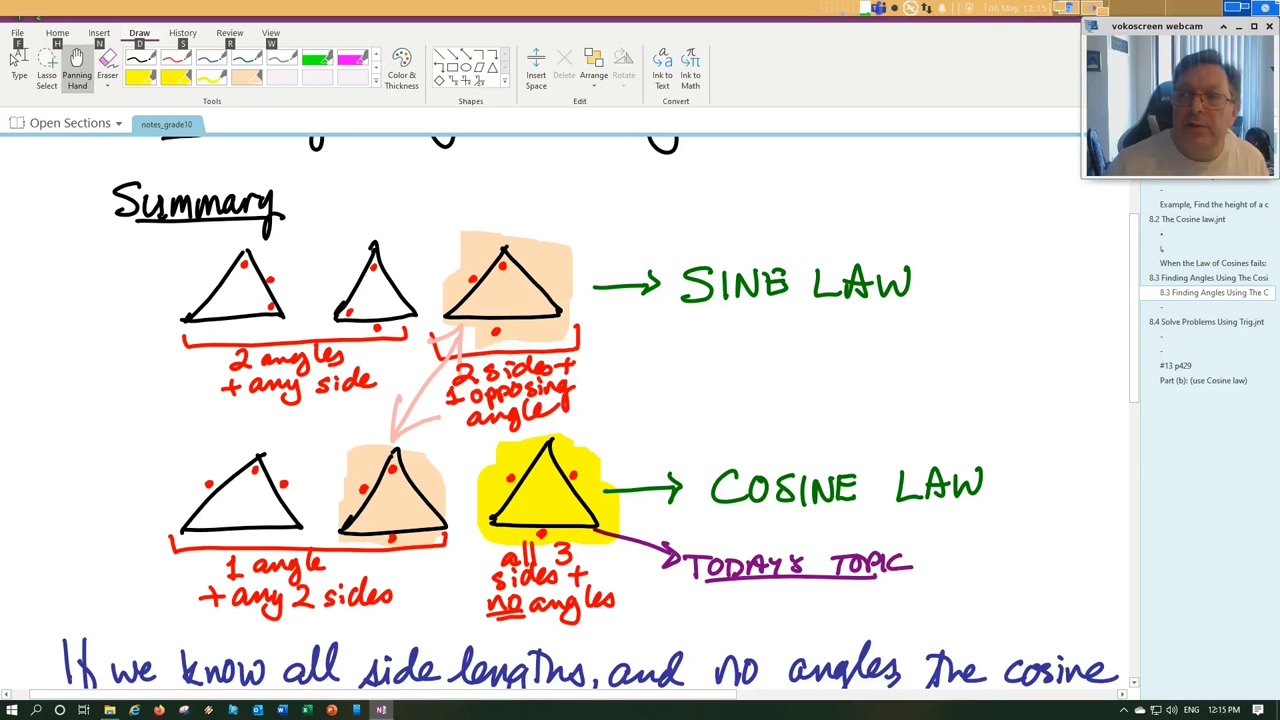 06 May, 12:15
vokoscreen webcam
File Home Insert Draw History Review View
F H N D S R W
Type Lasso Select Panning Hand Eraser
Color & Thickness
Insert Space Delete Arrange Rotate
Ink to Text Ink to Math
Tools Shapes Edit Convert
Open Sections notes_grade10
Example, Find the height of a c
8.2 The Cosine law.jnt
When the Law of Cosines fails:
8.3 Finding Angles Using The Cosi
8.3 Finding Angles Using The C
8.4 Solve Problems Using Trig.jnt
#13 p429
Part (b): (use Cosine law)
Summary
→ SINE LAW
2 angles
+ any side
2 sides +
1 opposing
angle
→ COSINE LAW
TODAY'S TOPIC
1 angle
+ any 2 sides
all 3
sides +
no angles
If we know all side lengths, and no angles the cosine
12:15 PM